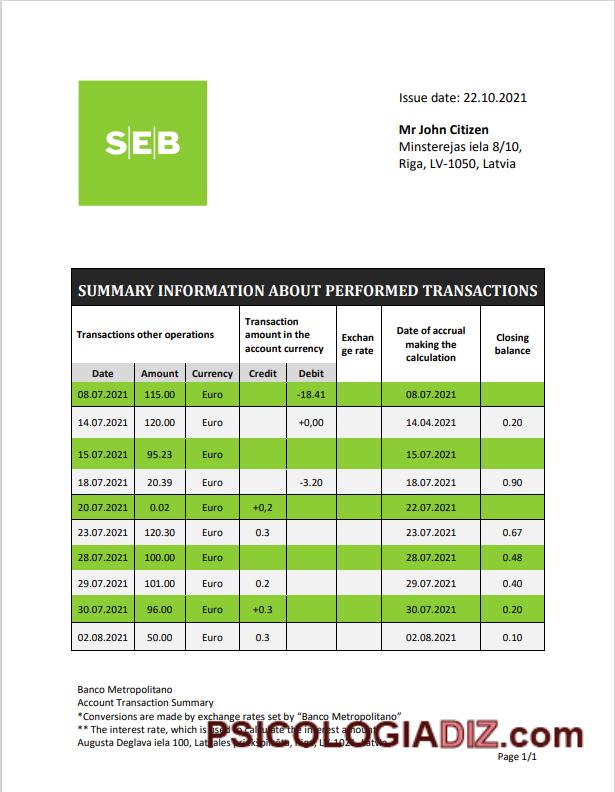 SEB
Issue date: 22.10.2021
Mr John Citizen
Minsterejas iela 8/10,
Riga, LV-1050, Latvia
SUMMARY INFORMATION ABOUT PERFORMED TRANSACTIONS
Transactions other operations
Transaction
amount in the
account currency
Exchan
ge rate
Date of accrual
making the
calculation
Closing
balance
Date Amount Currency Credit Debit
08.07.2021 115.00 Euro -18.41 08.07.2021
14.07.2021 120.00 Euro +0,00 14.04.2021 0.20
15.07.2021 95.23 Euro 15.07.2021
18.07.2021 20.39 Euro -3.20 18.07.2021 0.90
20.07.2021 0.02 Euro +0,2 22.07.2021
23.07.2021 120.30 Euro 0.3 23.07.2021 0.67
28.07.2021 100.00 Euro 28.07.2021 0.48
29.07.2021 101.00 Euro 0.2 29.07.2021 0.40
30.07.2021 96.00 Euro +0.3 30.07.2021 0.20
02.08.2021 50.00 Euro 0.3 02.08.2021 0.10
Banco Metropolitano
Account Transaction Summary
*Conversions are made by exchange rates set by "Banco Metropolitano"
** The interest rate, which is used to calculate the interest amount
Augusta Deglava iela 100, Latgales Riga, Latvia
PSICOLOGIADIZ.com
Page 1/1